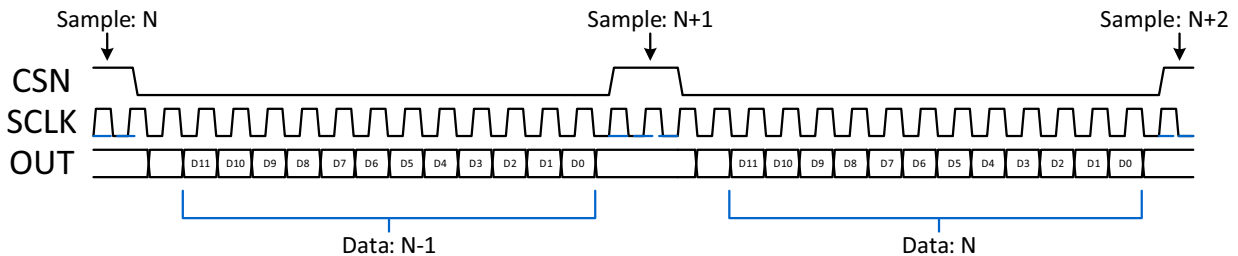 Sample: N Sample: N+1 Sample: N+2
CSN
SCLK
OUT D11 D10 D9 D8 D7 D6 D5 D4 D3 D2 D1 D0 D11 D10 D9 D8 D7 D6 D5 D4 D3 D2 D1 D0
Data: N-1 Data: N